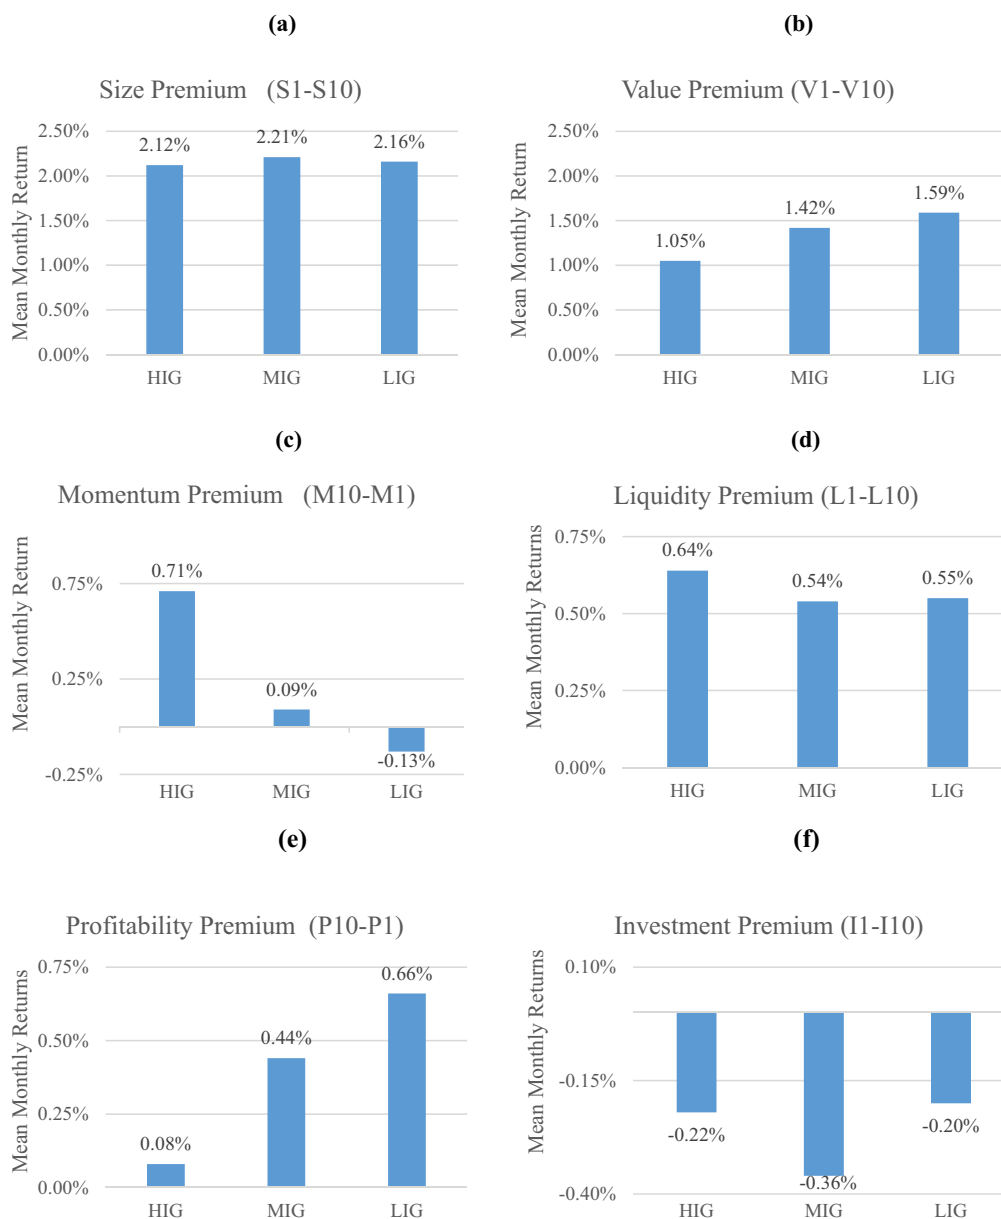 (a)
Size Premium (S1-S10)
Mean Monthly Return
2.50%
2.00%
1.50%
1.00%
0.50%
0.00%
2.12%
2.21%
2.16%
HIG MIG LIG
(b)
Value Premium (V1-V10)
Mean Monthly Return
2.50%
2.00%
1.50%
1.00%
0.50%
0.00%
1.05%
1.42%
1.59%
HIG MIG LIG
(c)
Momentum Premium (M10-M1)
Mean Monthly Return
0.75%
0.25%
-0.25%
0.71%
0.09%
-0.13%
HIG MIG LIG
(d)
Liquidity Premium (L1-L10)
Mean Monthly Returns
0.75%
0.50%
0.25%
0.00%
0.64%
0.54%
0.55%
HIG MIG LIG
(e)
Profitability Premium (P10-P1)
Mean Monthly Returns
0.75%
0.50%
0.25%
0.00%
0.08%
0.44%
0.66%
HIG MIG LIG
(f)
Investment Premium (I1-I10)
Mean Monthly Returns
0.10%
-0.15%
-0.40%
-0.22%
-0.36%
-0.20%
HIG MIG LIG